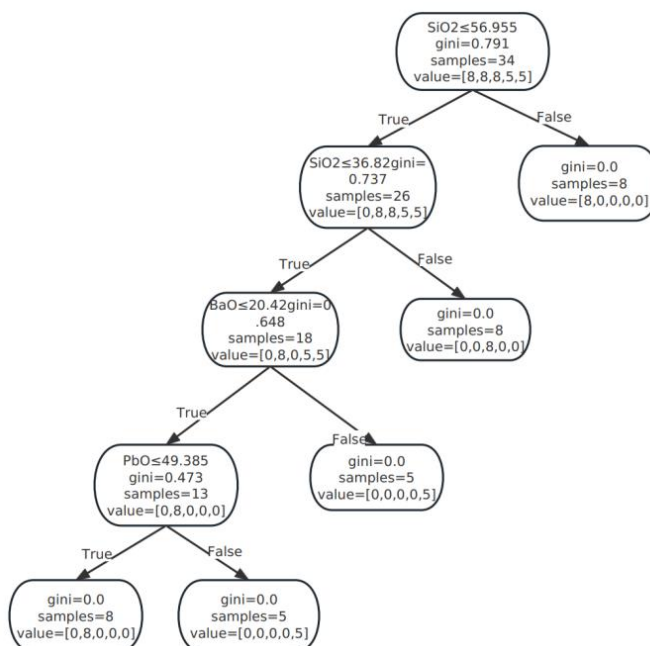 SiO2≤56.955
gini=0.791
samples=34
value=[8,8,8,5,5]
True
False
SiO2≤36.82gini=
0.737
samples=26
value=[0,8,8,5,5]
gini=0.0
samples=8
value=[8,0,0,0,0]
True
False
BaO≤20.42gini=0
.648
samples=18
value=[0,8,0,5,5]
gini=0.0
samples=8
value=[0,0,8,0,0]
True
False
PbO≤49.385
gini=0.473
samples=13
value=[0,8,0,0,0]
gini=0.0
samples=5
value=[0,0,0,0,5]
True
False
gini=0.0
samples=8
value=[0,8,0,0,0]
gini=0.0
samples=5
value=[0,0,0,0,5]